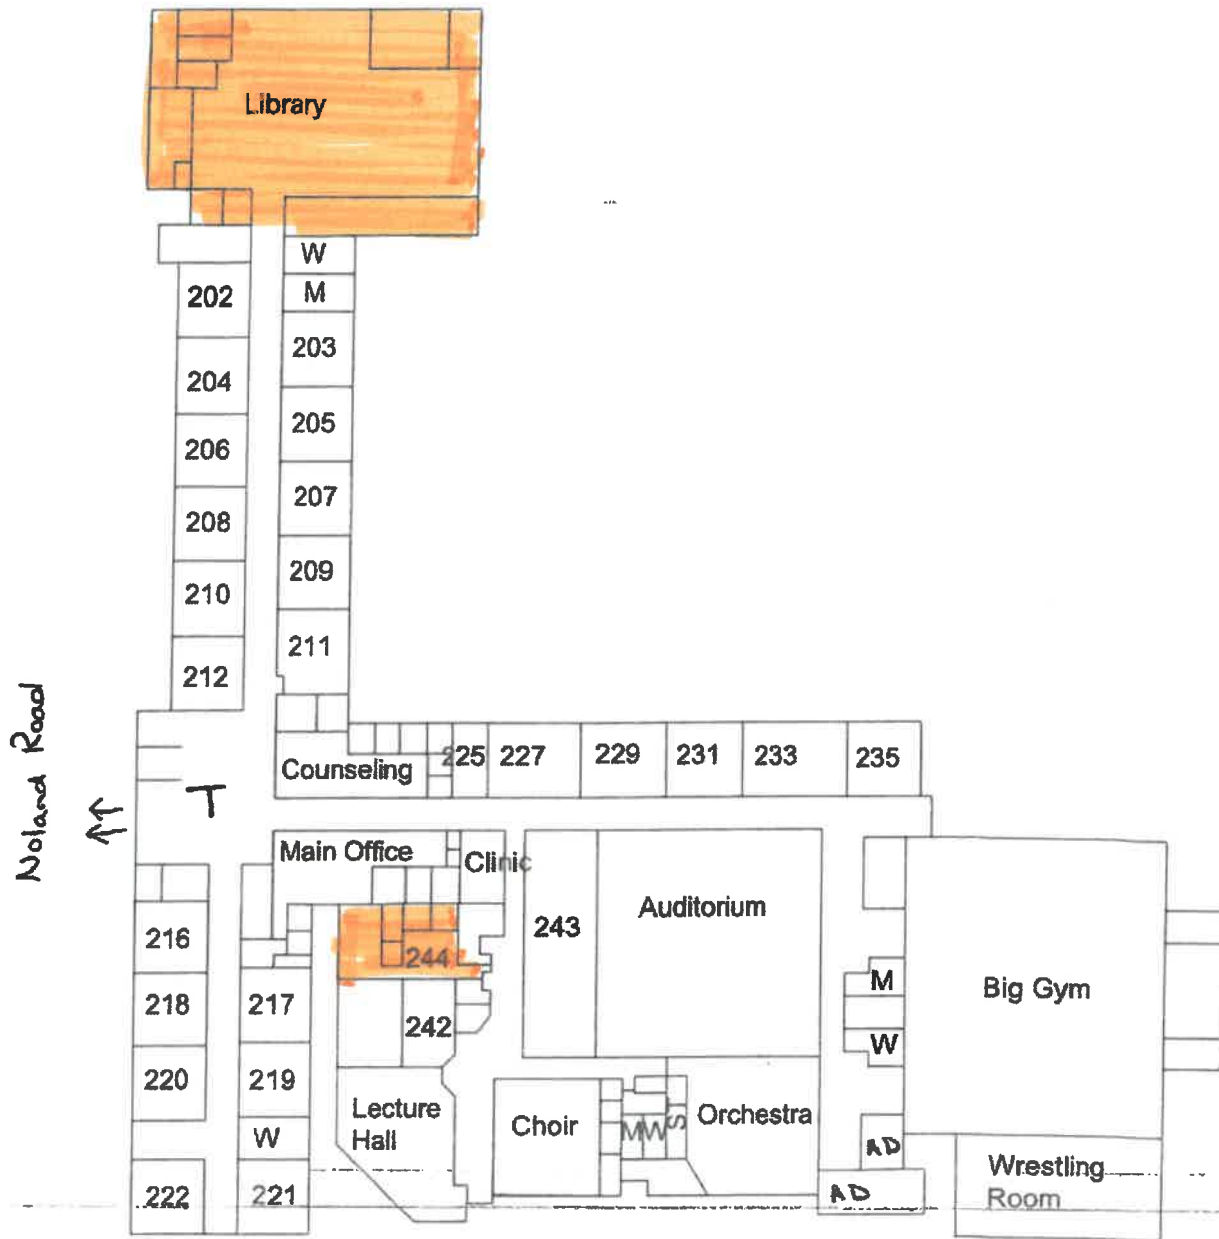 Library
W
M
202
203
204
205
206
207
208
209
210
211
212
Noland Road
T
Counseling
225
227
229
231
233
235
Main Office
Clinic
216
244
243
Auditorium
218
217
242
M
Big Gym
W
220
219
Lecture
Hall
Choir
M
W
S
Orchestra
W
AD
222
221
AD
Wrestling
Room